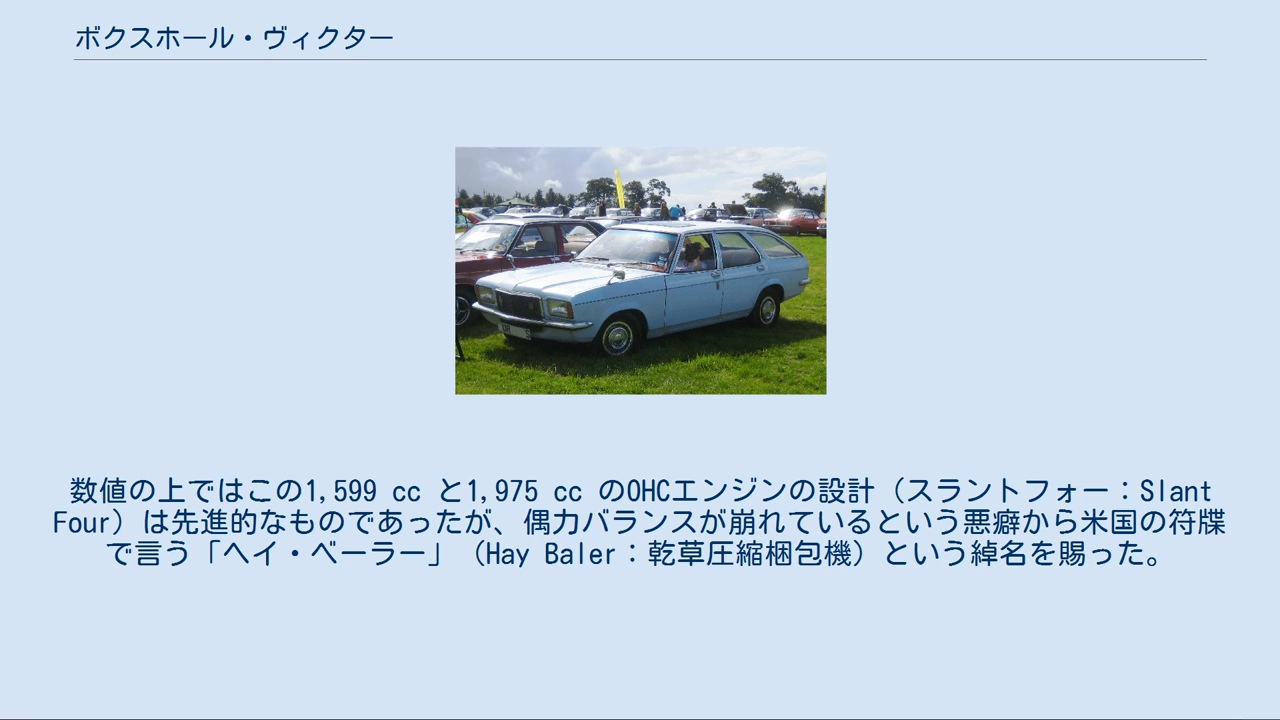 ボクスホール・ヴィクター
数値の上ではこの1,599 cc と1,975 cc のOHCエンジンの設計（スラントフォー：Slant
Four）は先進的なものであったが、偶力バランスが崩れているという悪癖から米国の符牒
で言う「ヘイ・ベーラー」（Hay Baler：乾草圧縮梱包機）という綽名を賜った。